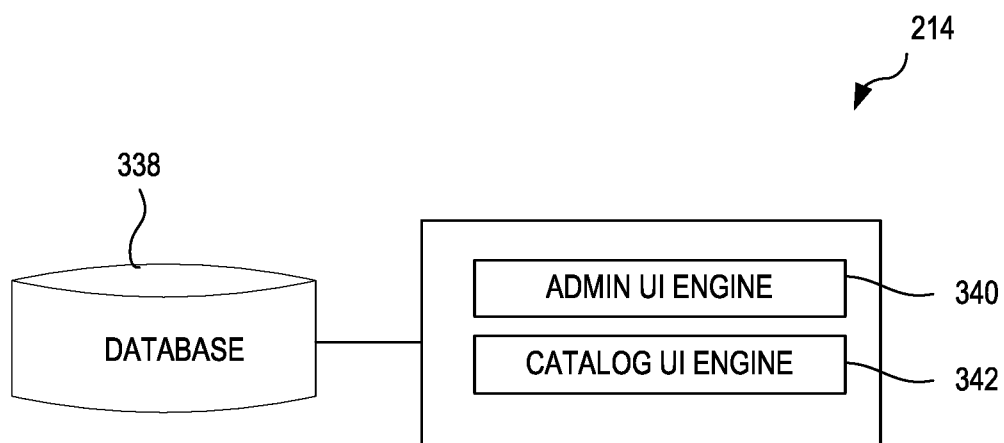 214
338
ADMIN UI ENGINE
340
DATABASE
CATALOG UI ENGINE
342